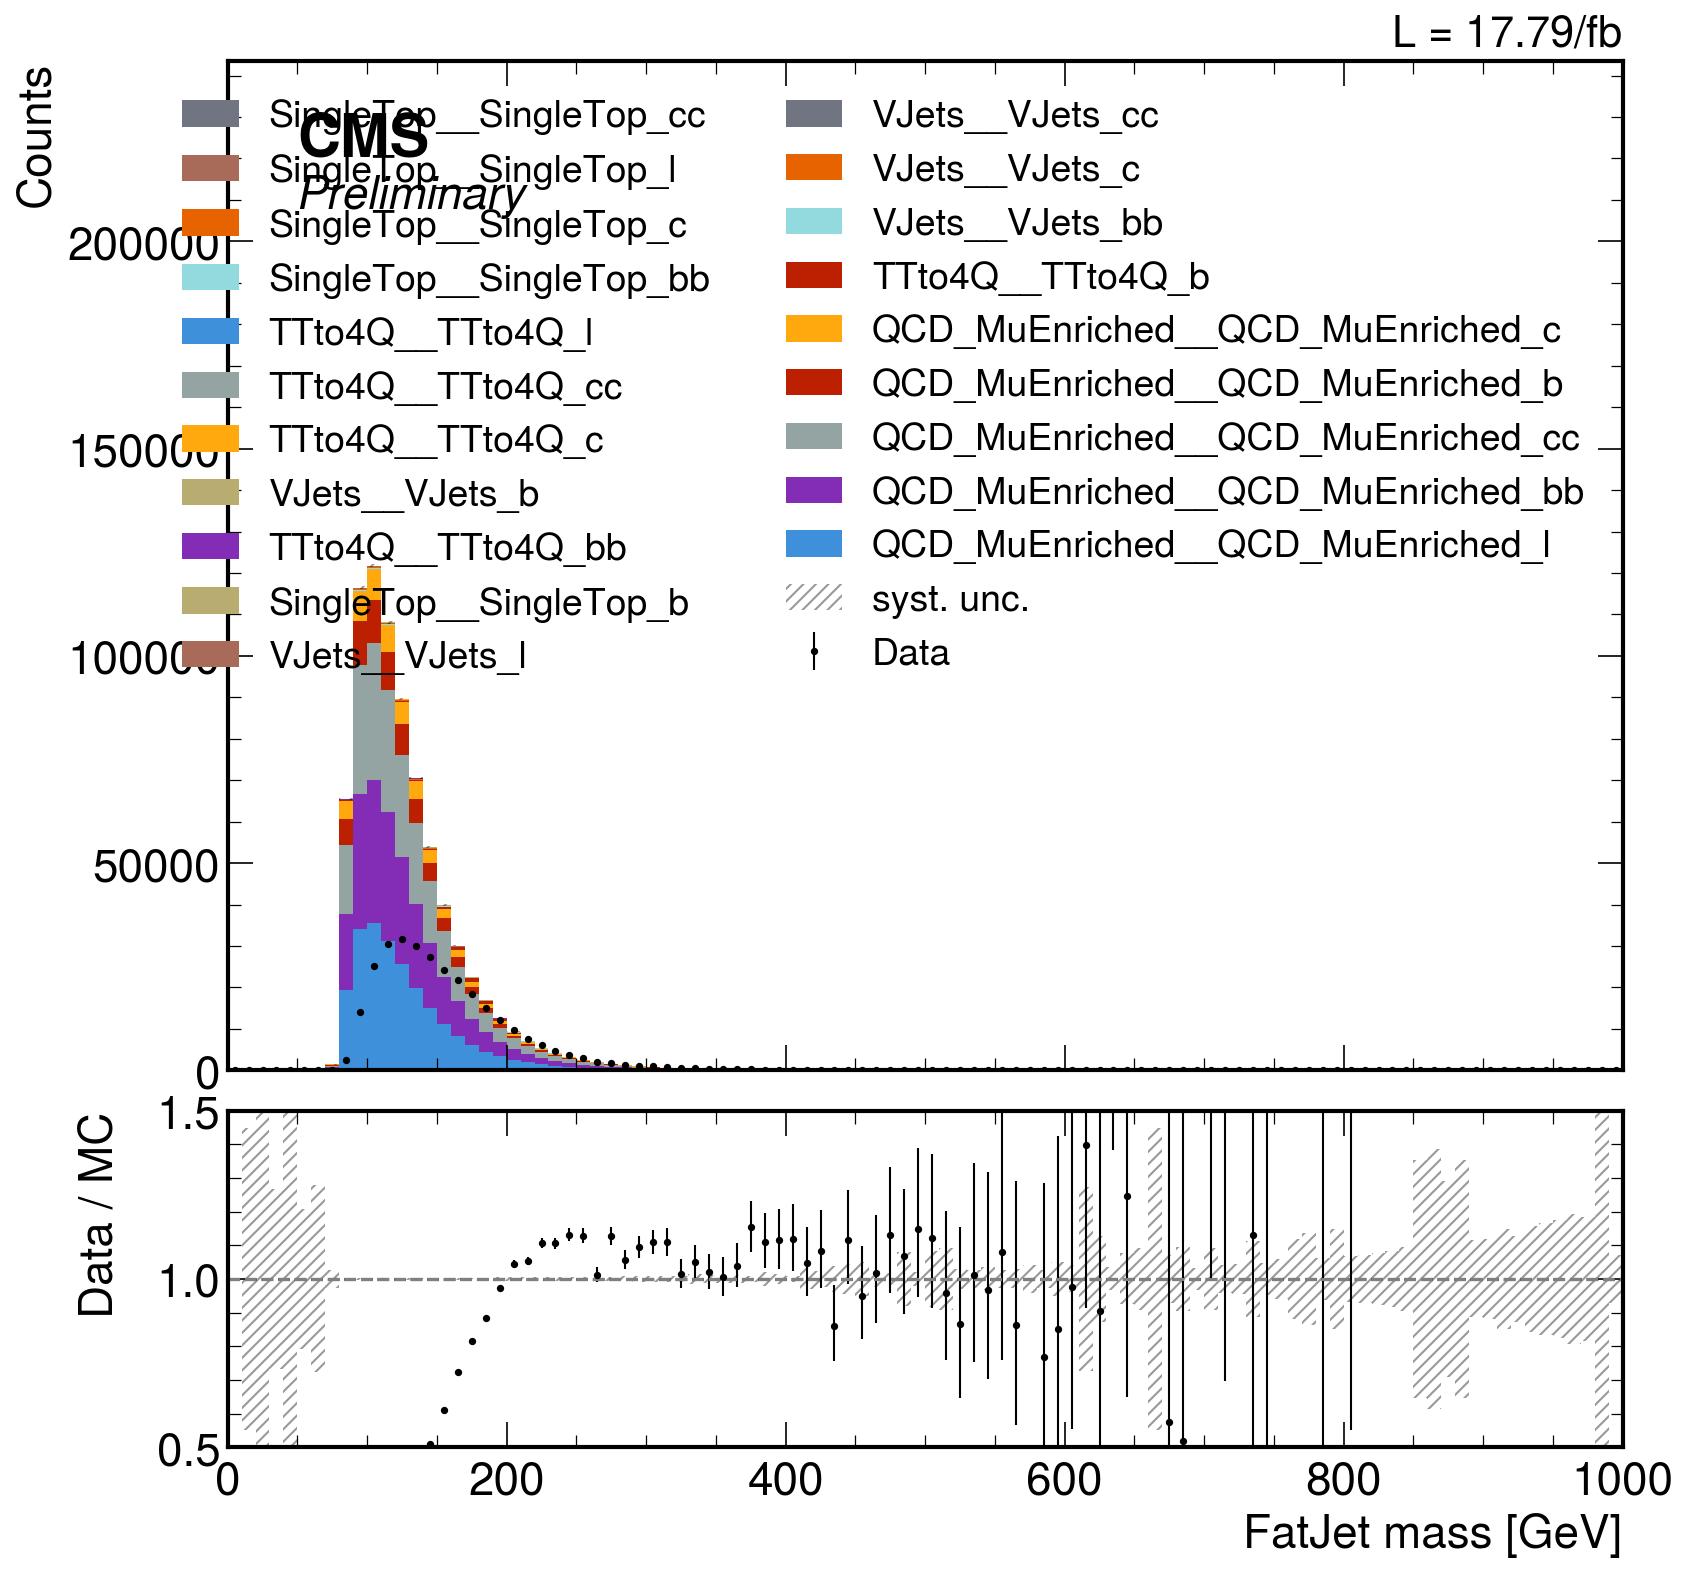 L = 17.79/fb
Counts
CMS
Preliminary
SingleTop__SingleTop_cc
SingleTop__SingleTop_l
SingleTop__SingleTop_c
SingleTop__SingleTop_bb
TTto4Q__TTto4Q_l
TTto4Q__TTto4Q_cc
TTto4Q__TTto4Q_c
VJets__VJets_b
TTto4Q__TTto4Q_bb
SingleTop__SingleTop_b
VJets__VJets_l
VJets__VJets_cc
VJets__VJets_c
VJets__VJets_bb
TTto4Q__TTto4Q_b
QCD_MuEnriched__QCD_MuEnriched_c
QCD_MuEnriched__QCD_MuEnriched_b
QCD_MuEnriched__QCD_MuEnriched_cc
QCD_MuEnriched__QCD_MuEnriched_bb
QCD_MuEnriched__QCD_MuEnriched_l
syst. unc.
Data
200000
150000
100000
50000
0
Data / MC
1.5
1.0
0.5
0 200 400 600 800 1000
FatJet mass [GeV]